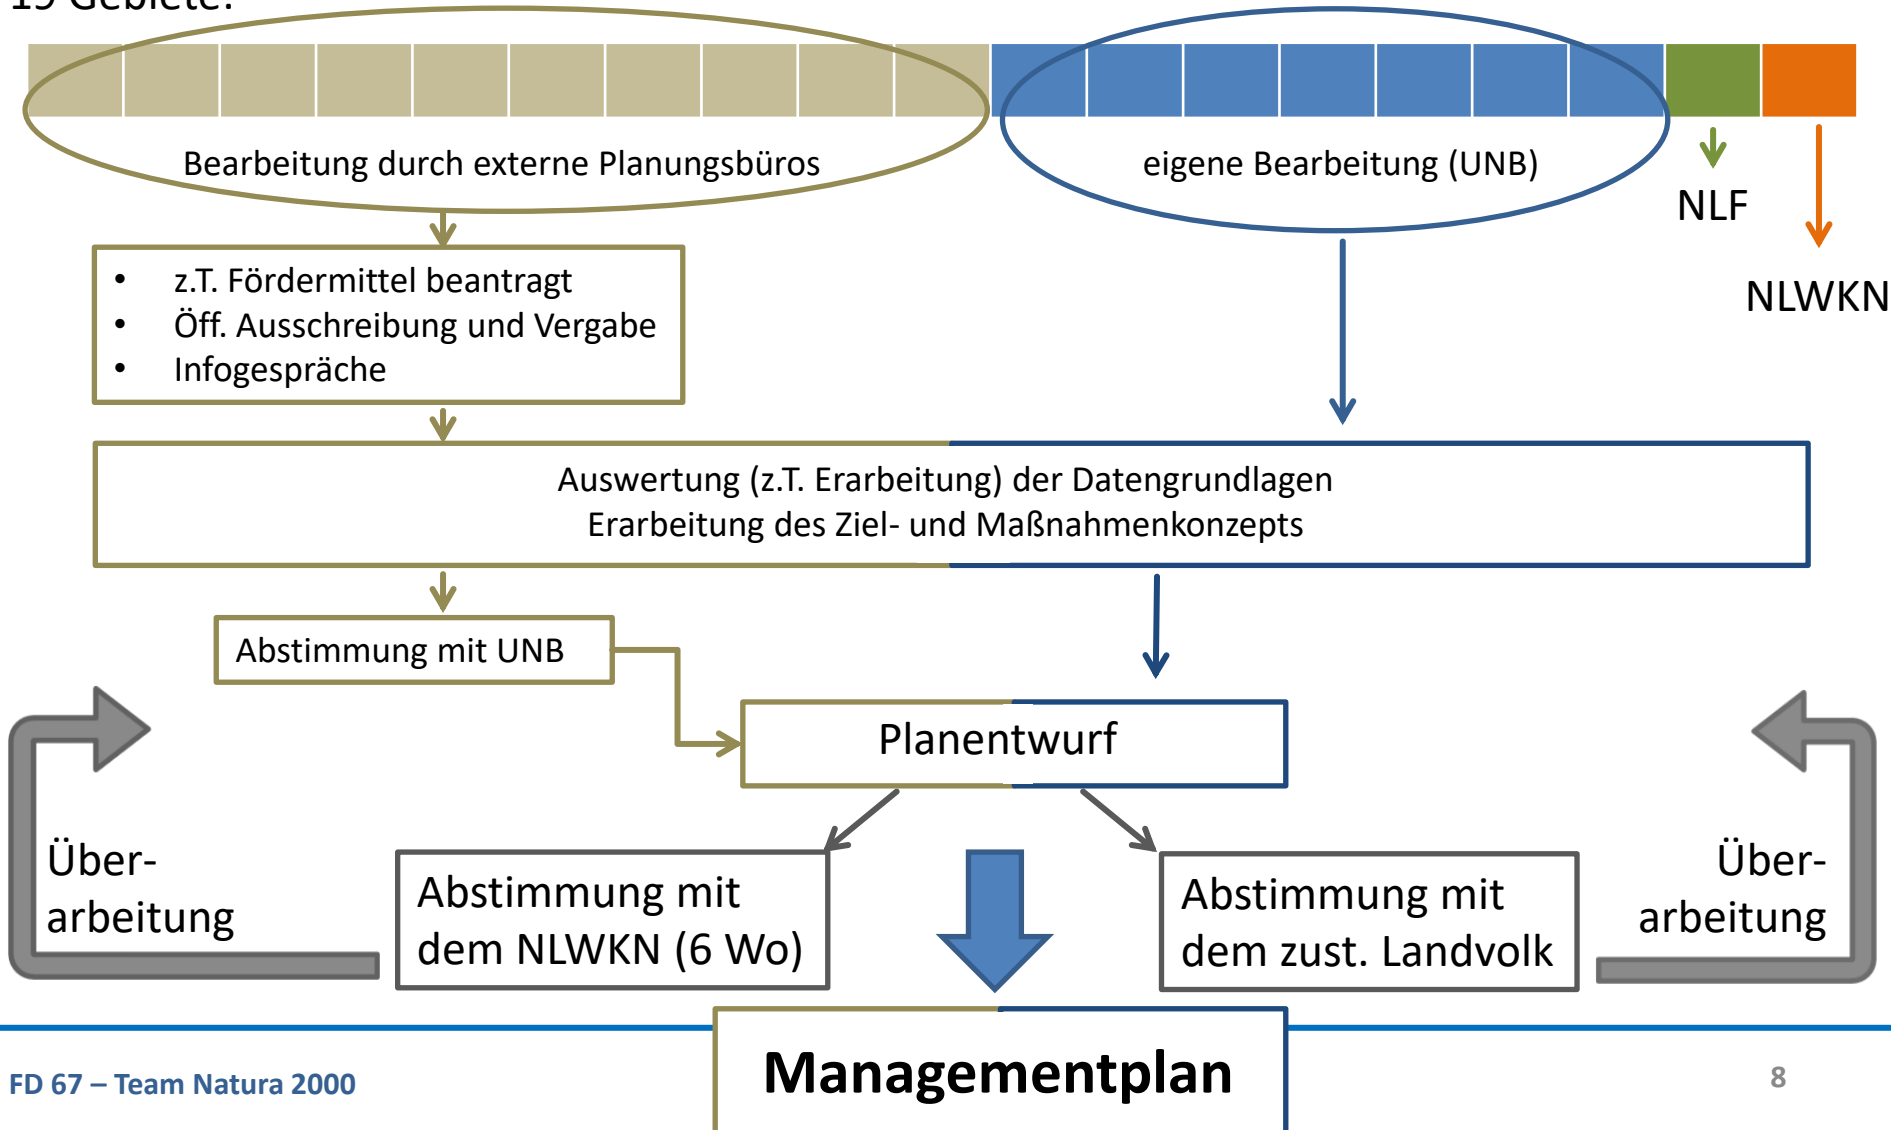 19 Gebiete:
Bearbeitung durch externe Planungsbüros
eigene Bearbeitung (UNB)
NLF
NLWKN
• z.T. Fördermittel beantragt
• Öff. Ausschreibung und Vergabe
• Infogespräche
Auswertung (z.T. Erarbeitung) der Datengrundlagen
Erarbeitung des Ziel- und Maßnahmenkonzepts
Abstimmung mit UNB
Planentwurf
Über-
arbeitung
Abstimmung mit
dem NLWKN (6 Wo)
Abstimmung mit
dem zust. Landvolk
Über-
arbeitung
Managementplan
FD 67 – Team Natura 2000
8